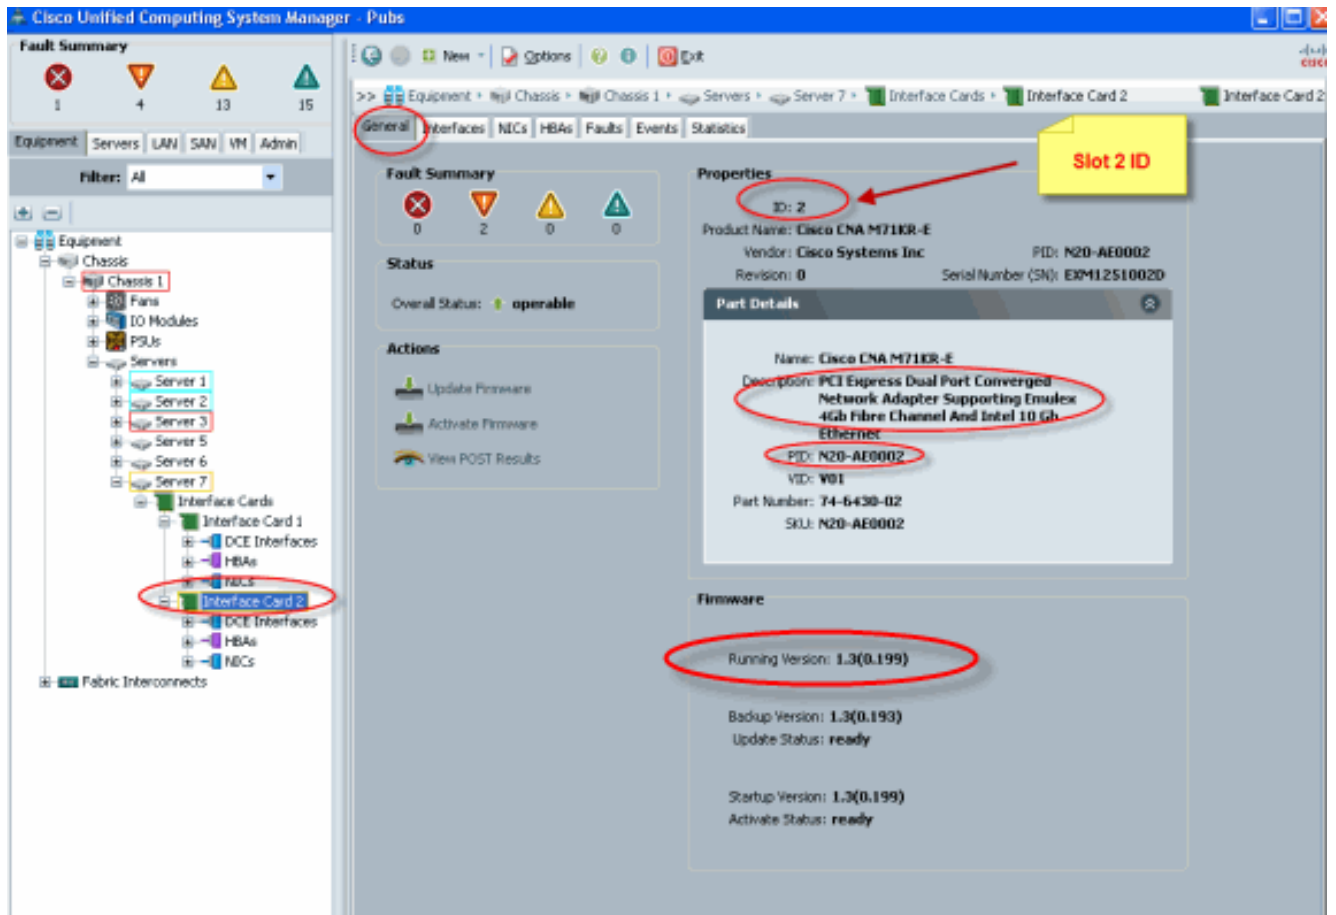 Cisco Unified Computing System Manager - Pubs
Fault Summary
1 4 13 15
New Options Exit
>> Equipment Chassis Chassis 1 Servers Server 7 Interface Cards Interface Card 2 Interface Card 2
Equipment Servers LAN SAN VM Admin
Filter: All
General Interfaces NICs HBAs Faults Events Statistics
Equipment
Chassis
Chassis 1
Fans
IO Modules
PSUs
Servers
Server 1
Server 2
Server 3
Server 5
Server 6
Server 7
Interface Cards
Interface Card 1
DCE Interfaces
HBAs
NICs
Interface Card 2
DCE Interfaces
HBAs
NICs
Fabric Interconnects
Fault Summary
0 2 0 0
Status
Overall Status: operable
Actions
Update Firmware
Activate Firmware
View POST Results
Slot 2 ID
Properties
ID: 2
Product Name: Cisco CNA M71KR-E
Vendor: Cisco Systems Inc PID: N20-AE0002
Revision: 0 Serial Number (SN): EXM1251002D
Part Details
Name: Cisco CNA M71KR-E
Description: PCI Express Dual Port Converged
Network Adapter Supporting Emulex
4Gb Fibre Channel And Intel 10 Gb
Ethernet
PID: N20-AE0002
VID: V01
Part Number: 74-6430-02
SKU: N20-AE0002
Firmware
Running Version: 1.3(0.199)
Backup Version: 1.3(0.193)
Update Status: ready
Startup Version: 1.3(0.199)
Activate Status: ready